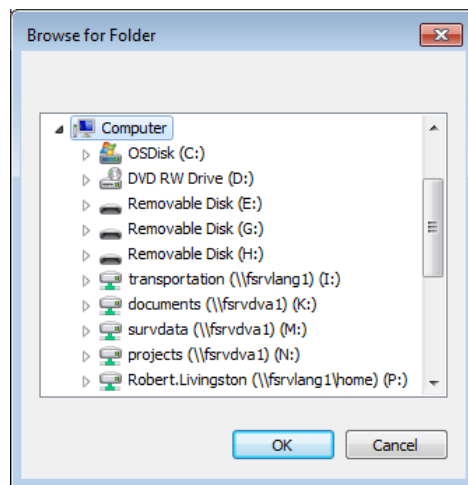 Browse for Folder
Computer
OSDisk (C:)
DVD RW Drive (D:)
Removable Disk (E:)
Removable Disk (G:)
Removable Disk (H:)
transportation (\\fsrvlang1) (I:)
documents (\\fsrvdva1) (K:)
survdata (\\fsrvdva1) (M:)
projects (\\fsrvdva1) (N:)
Robert.Livingston (\\fsrvlang1\home) (P:)
OK Cancel